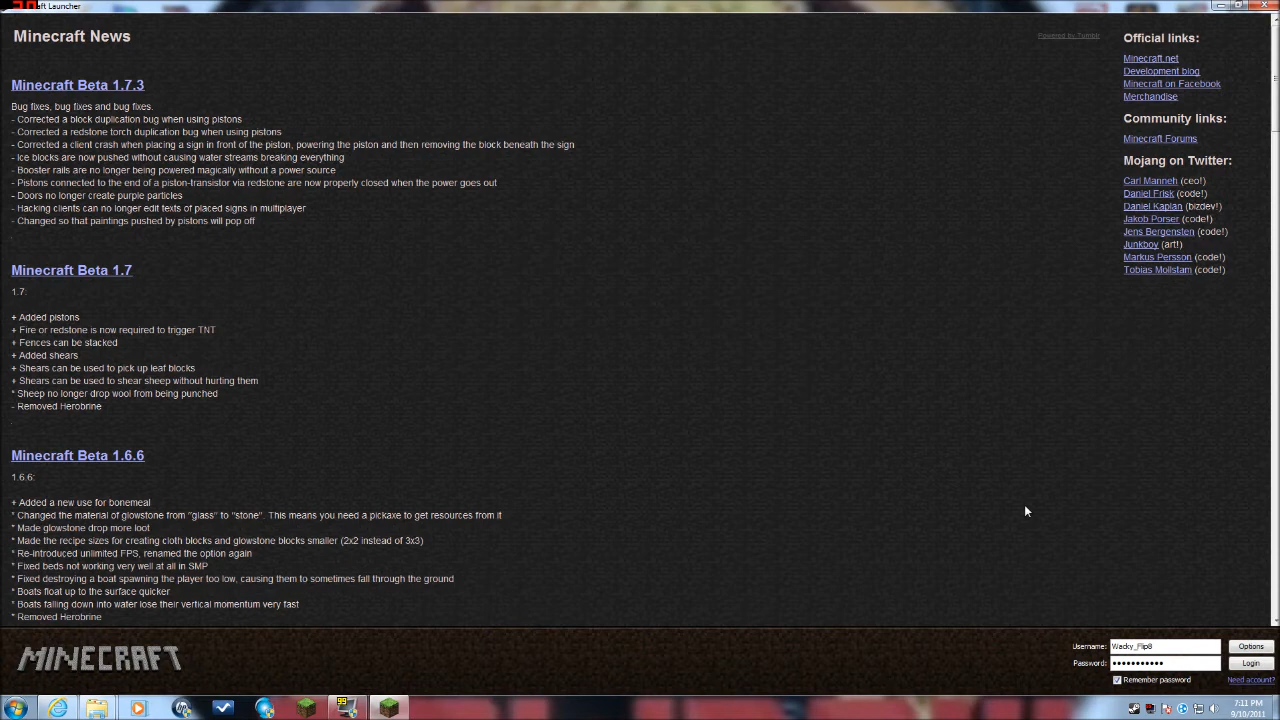 aft Launcher
Minecraft News
Powered by Tumblr
Minecraft Beta 1.7.3
Bug fixes, bug fixes and bug fixes.
- Corrected a block duplication bug when using pistons
- Corrected a redstone torch duplication bug when using pistons
- Corrected a client crash when placing a sign in front of the piston, powering the piston and then removing the block beneath the sign
- Ice blocks are now pushed without causing water streams breaking everything
- Booster rails are no longer being powered magically without a power source
- Pistons connected to the end of a piston-transistor via redstone are now properly closed when the power goes out
- Doors no longer create purple particles
- Hacking clients can no longer edit texts of placed signs in multiplayer
- Changed so that paintings pushed by pistons will pop off
Minecraft Beta 1.7
1.7:
+ Added pistons
+ Fire or redstone is now required to trigger TNT
+ Fences can be stacked
+ Added shears
+ Shears can be used to pick up leaf blocks
+ Shears can be used to shear sheep without hurting them
* Sheep no longer drop wool from being punched
- Removed Herobrine
Minecraft Beta 1.6.6
1.6.6:
+ Added a new use for bonemeal
* Changed the material of glowstone from "glass" to "stone". This means you need a pickaxe to get resources from it
* Made glowstone drop more loot
* Made the recipe sizes for creating cloth blocks and glowstone blocks smaller (2x2 instead of 3x3)
* Re-introduced unlimited FPS, renamed the option again
* Fixed beds not working very well at all in SMP
* Fixed destroying a boat spawning the player too low, causing them to sometimes fall through the ground
* Boats float up to the surface quicker
* Boats falling down into water lose their vertical momentum very fast
* Removed Herobrine
Official links:
Minecraft.net
Development blog
Minecraft on Facebook
Merchandise
Community links:
Minecraft Forums
Mojang on Twitter:
Carl Manneh (ceo!)
Daniel Frisk (code!)
Daniel Kaplan (bizdev!)
Jakob Porser (code!)
Jens Bergensten (code!)
Junkboy (art!)
Markus Persson (code!)
Tobias Mollstam (code!)
MINECRAFT
Username: Wacky_Flip8 Options
Password: ●●●●●●●●●●● Login
Remember password Need account?
99
7:11 PM
9/10/2011